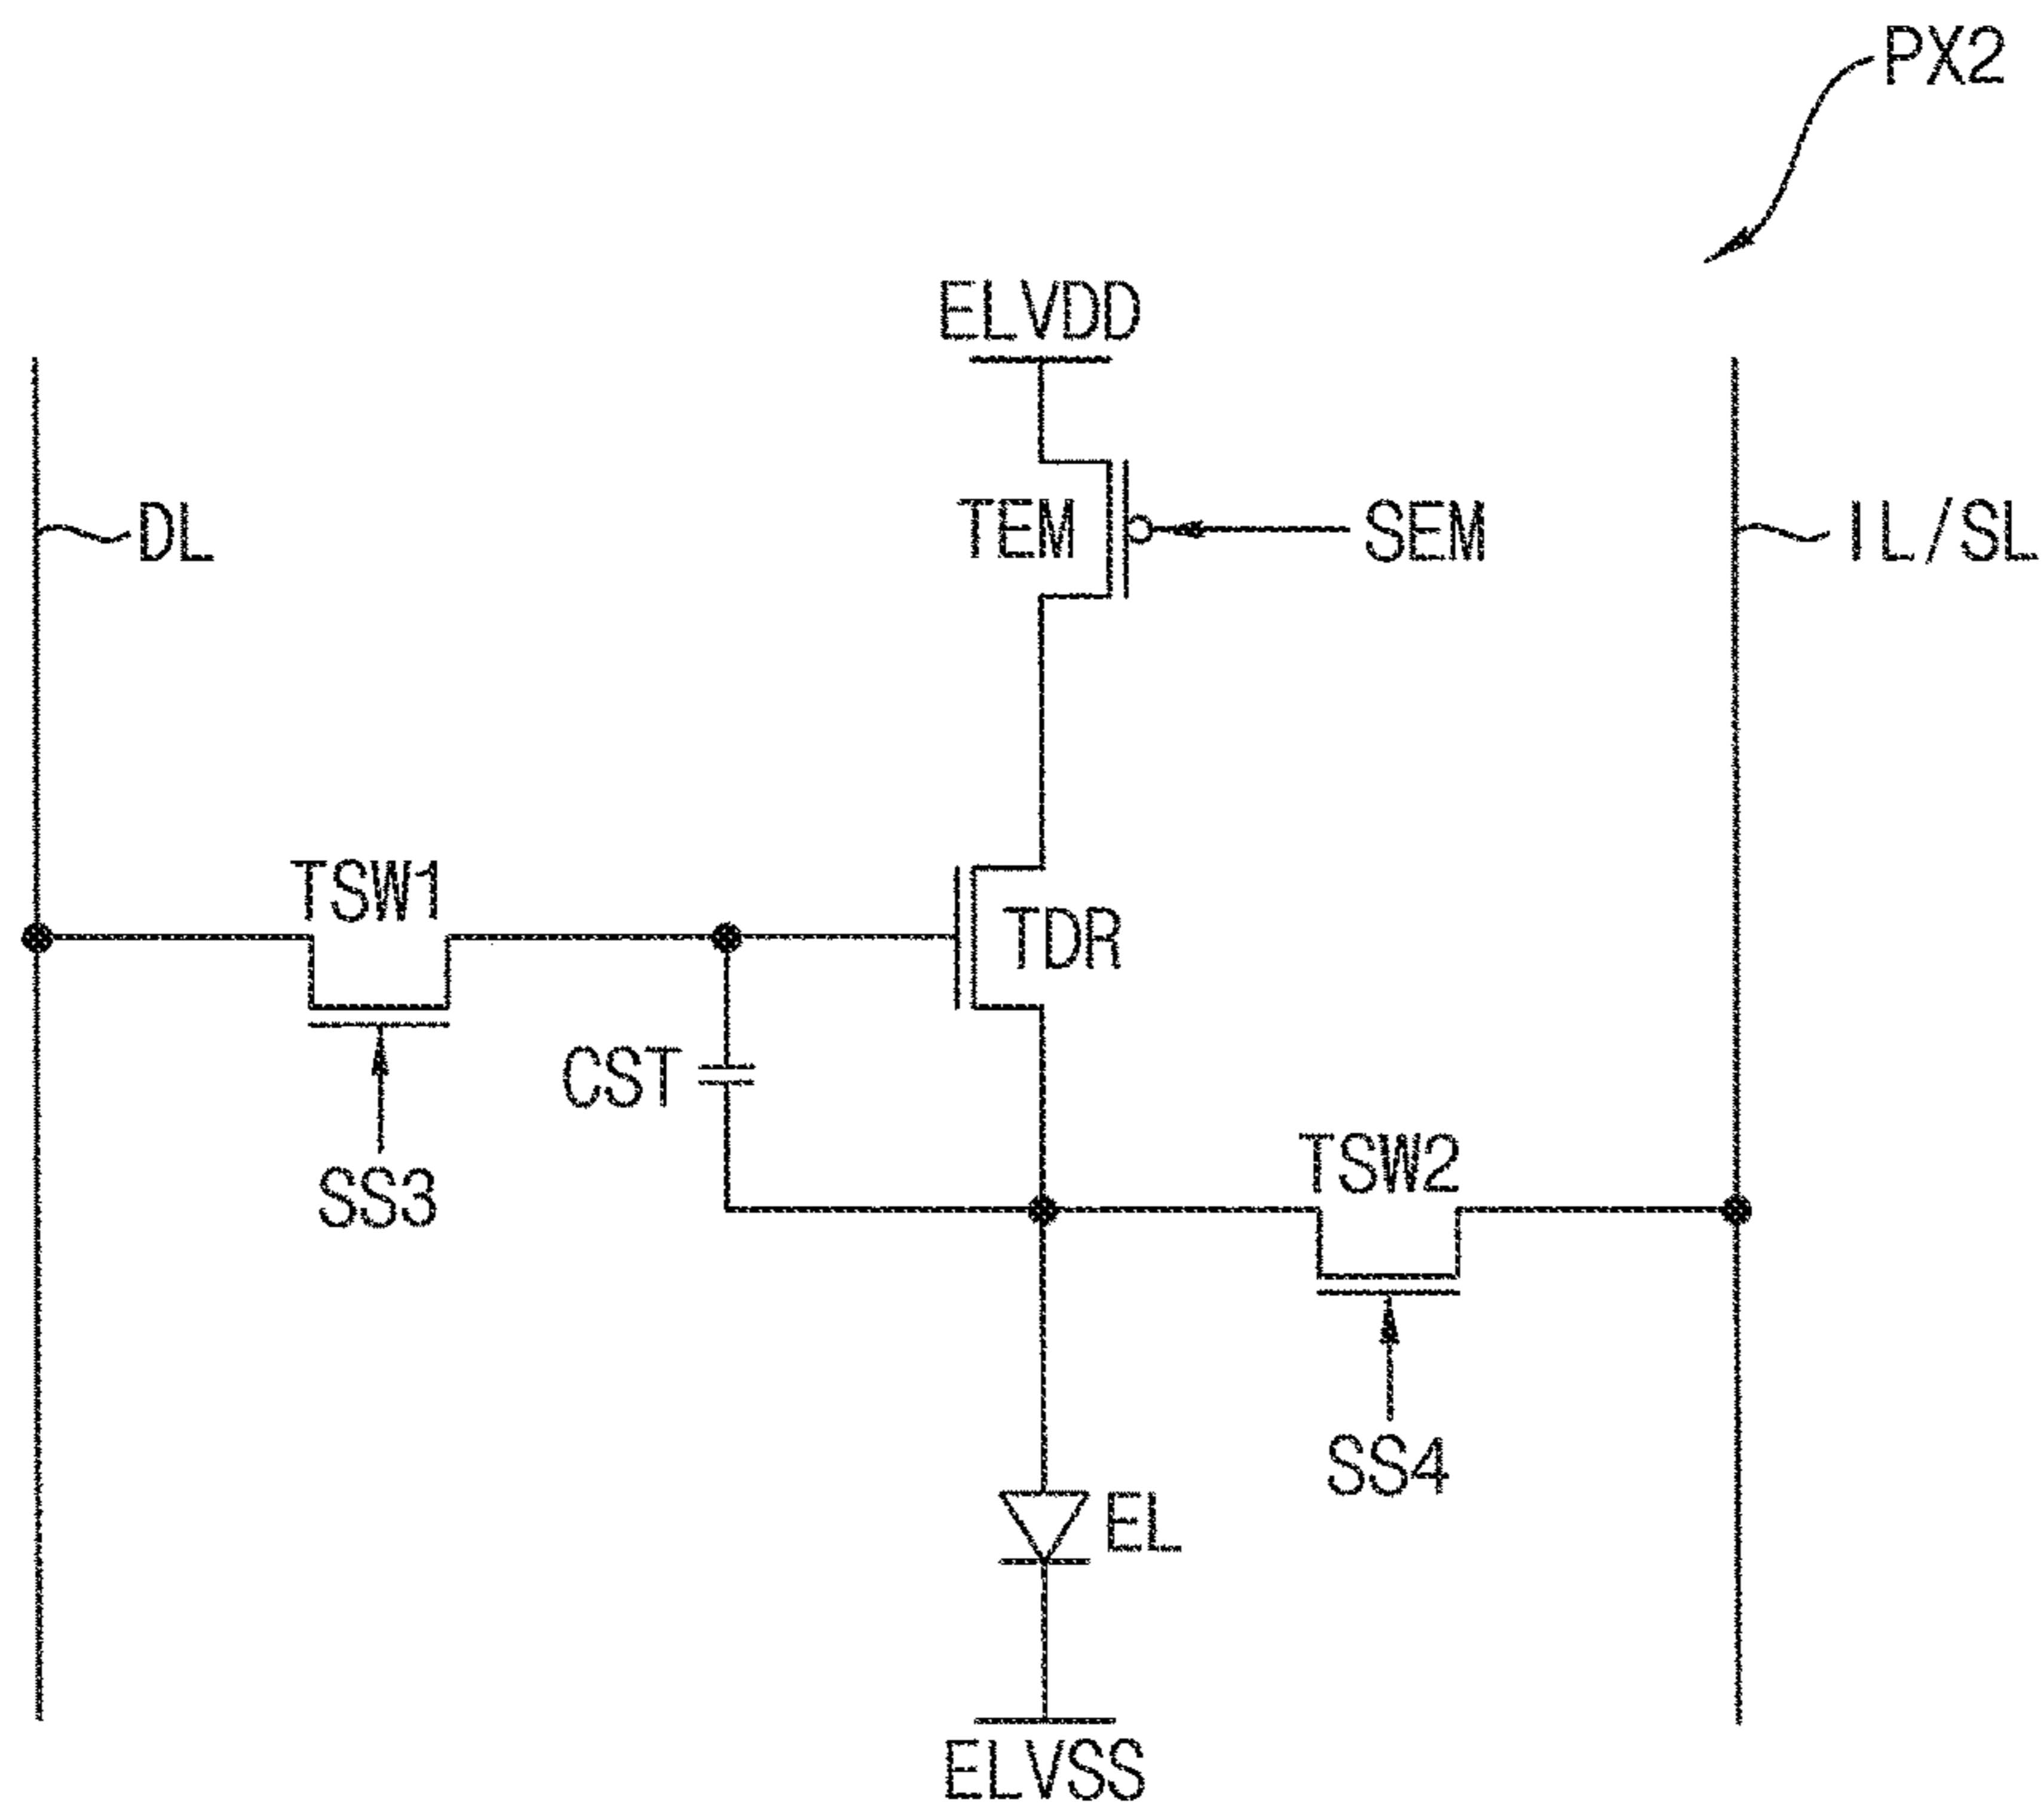 PX2
ELVDD
DL
TEM
SEM
IL/SL
TSW1
TDR
CST
TSW2
SS3
SS4
EL
ELVSS